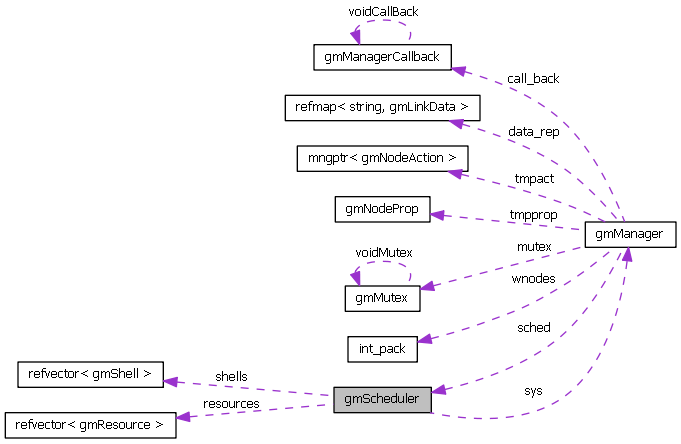 voidCallBack
gmManagerCallback
call_back
refmap< string, gmLinkData >
data_rep
mngptr< gmNodeAction >
tmpact
gmNodeProp
tmpprop
gmManager
mutex
voidMutex
wnodes
gmMutex
sched
int_pack
refvector< gmShell >
shells
sys
gmScheduler
resources
refvector< gmResource >